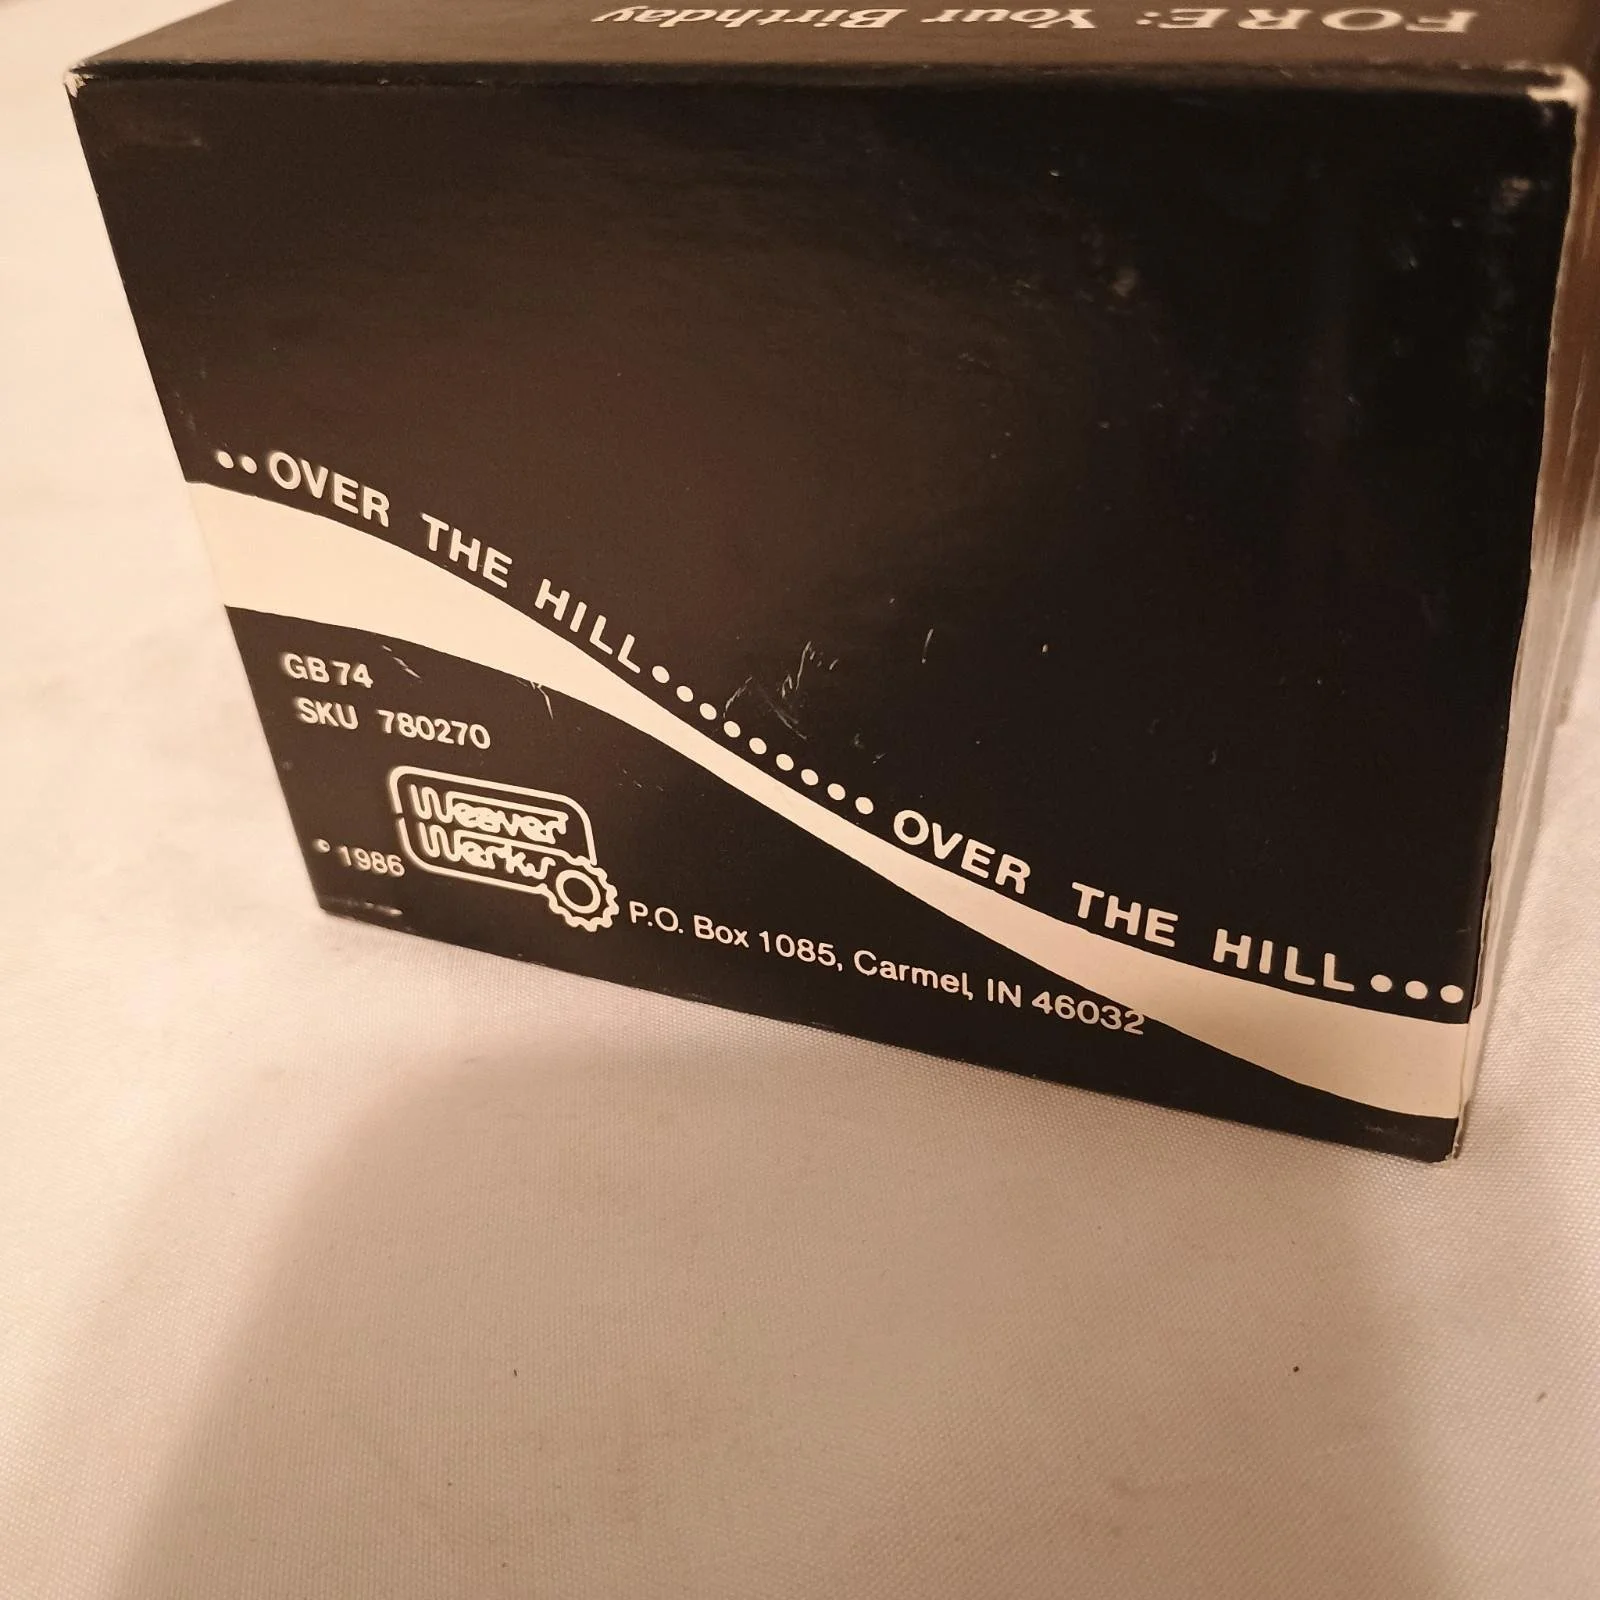 FORE: Your Birthday
••OVER THE HILL•••••••••OVER THE HILL•••
GB74
SKU 780270
Weaver
Werks
© 1986
P.O. Box 1085, Carmel, IN 46032